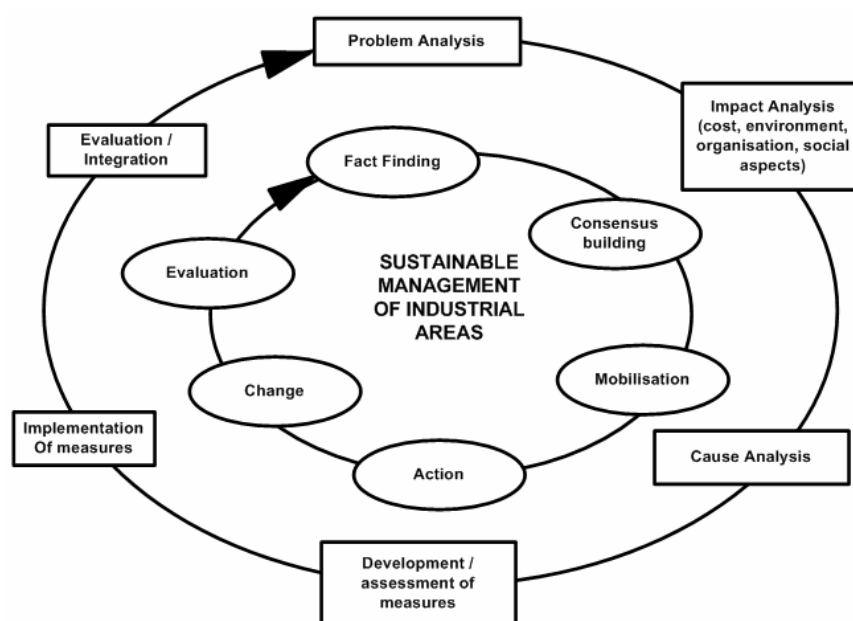 Problem Analysis
Impact Analysis
(cost, environment,
organisation, social
aspects)
Evaluation /
Integration
Fact Finding
Consensus
building
Evaluation
SUSTAINABLE
MANAGEMENT
OF INDUSTRIAL
AREAS
Change
Mobilisation
Implementation
Of measures
Action
Cause Analysis
Development /
assessment of
measures